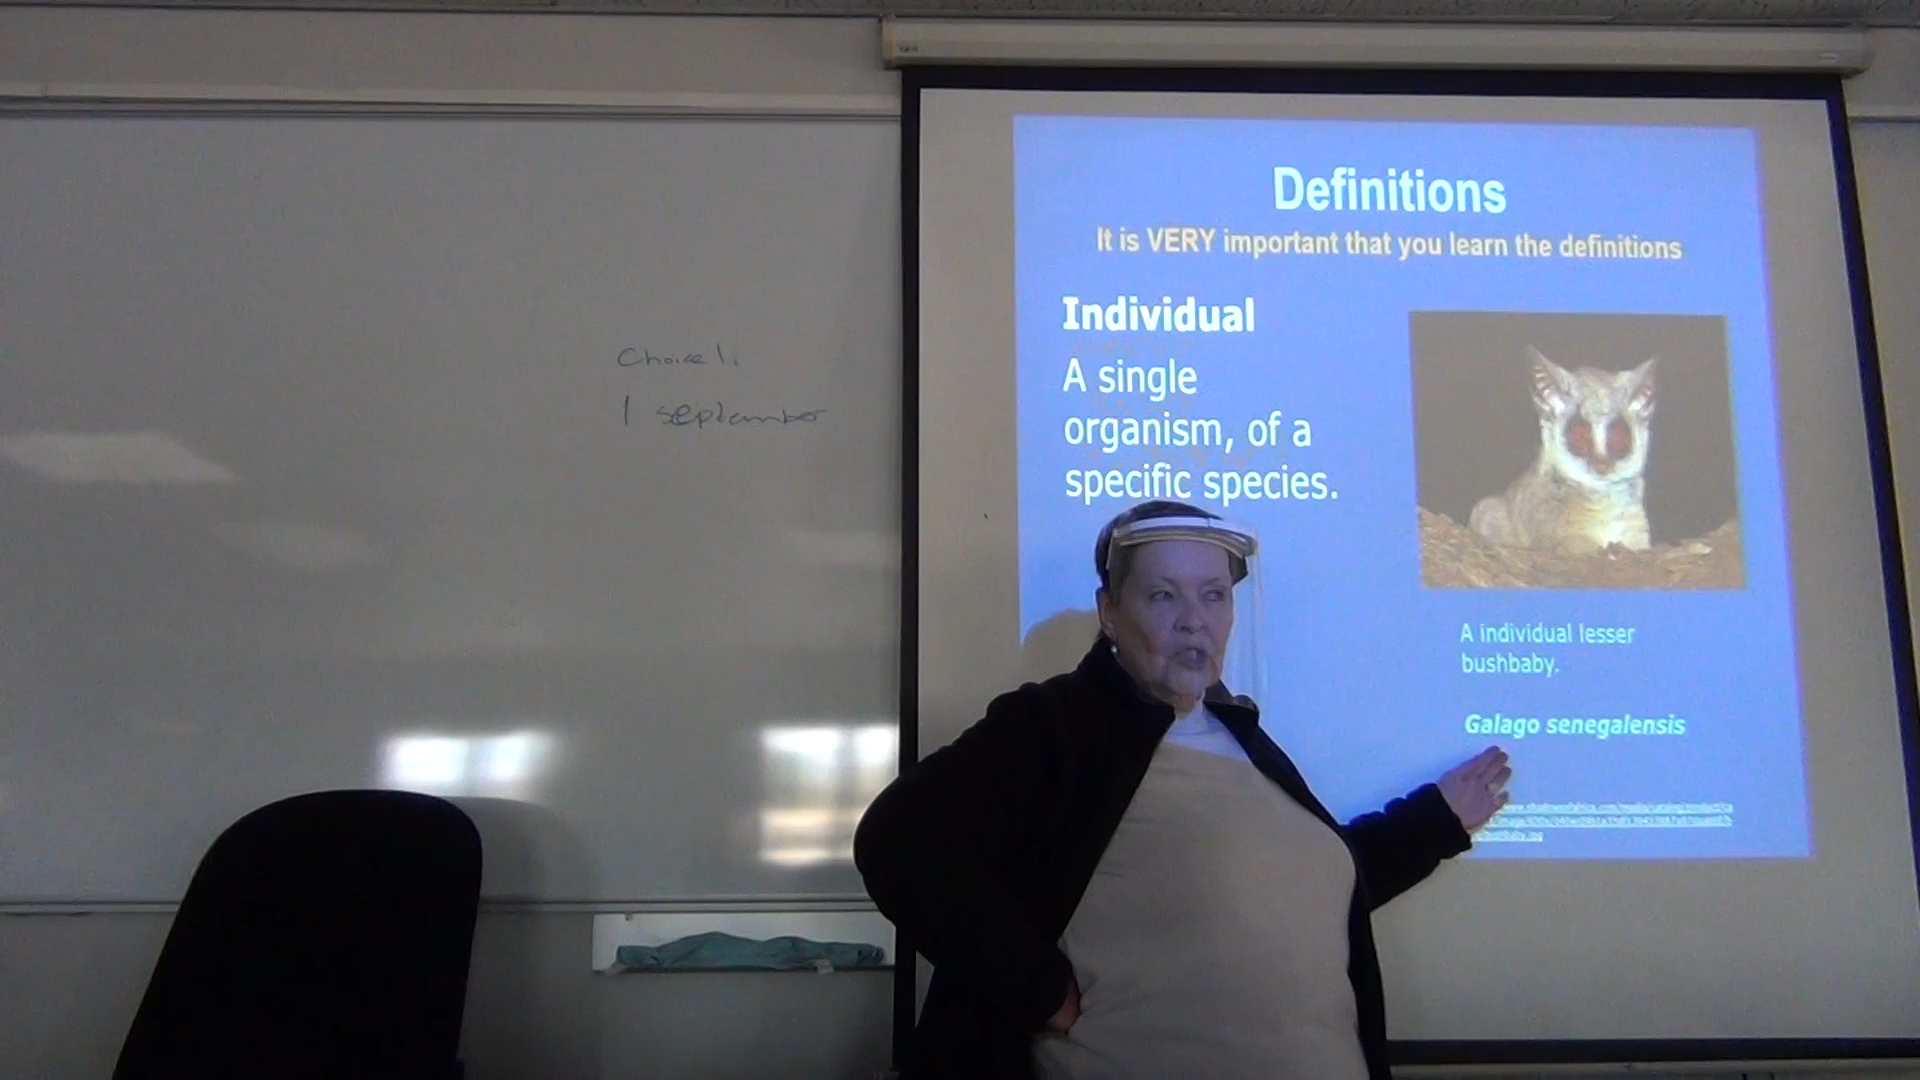 Choice 1.
1 september
Definitions
It is VERY important that you learn the definitions
Individual
A single
organism, of a
specific species.
A individual lesser
bushbaby.
Galago senegalensis